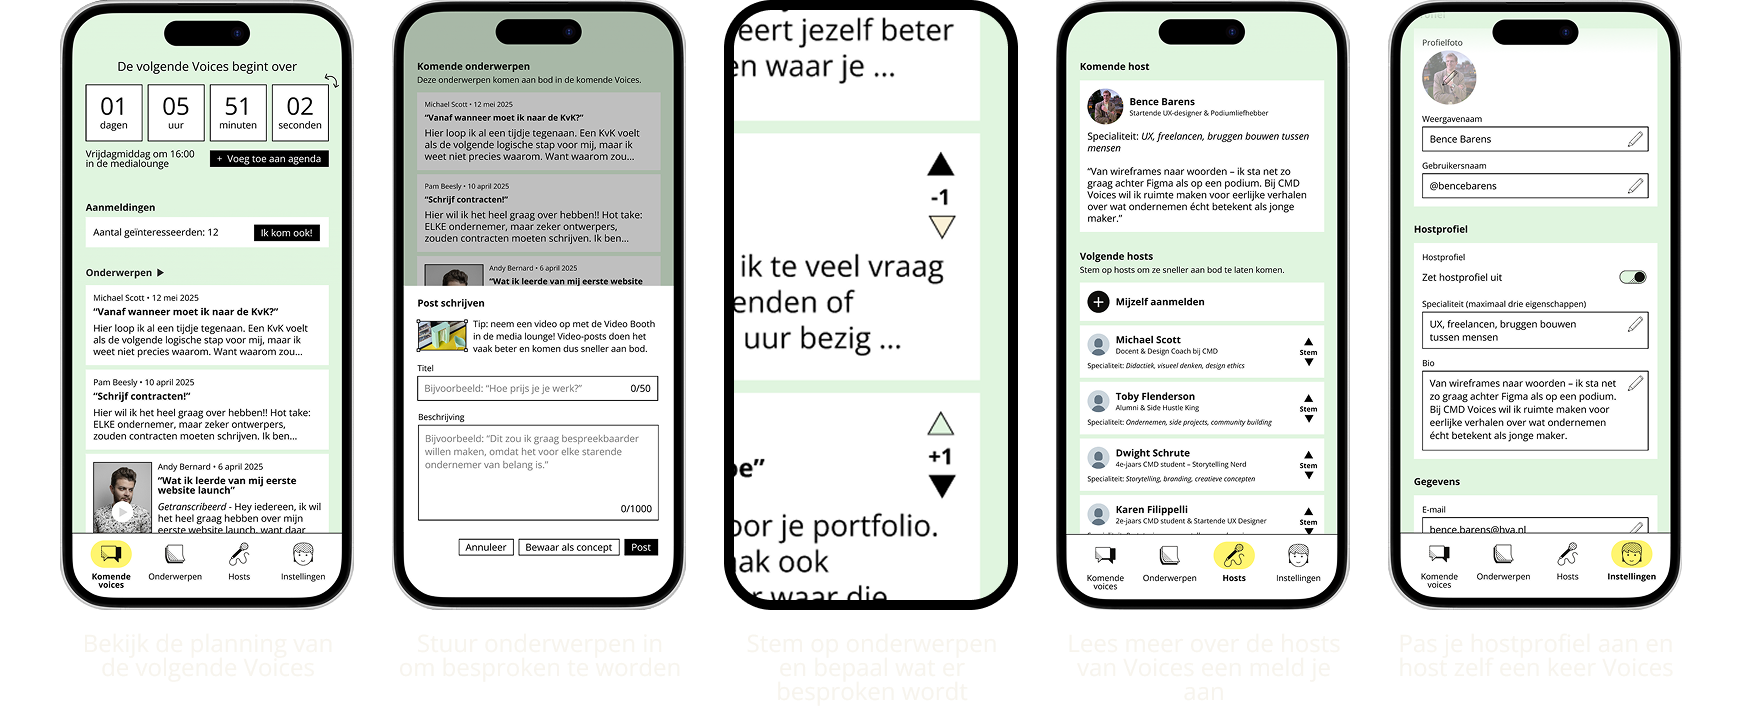 De volgende Voices begint over
01
dagen
05
uur
51
minuten
02
seconden
Vrijdagmiddag om 16:00
in de medialounge
+ Voeg toe aan agenda
Aanmeldingen
Aantal geïnteresseerden: 12
Ik kom ook!
Onderwerpen
Michael Scott • 12 mei 2025
“Vanaf wanneer moet ik naar de KvK?”
Hier loop ik al een tijdje tegenaan. Een KvK voelt
als de volgende logische stap voor mij, maar ik
weet niet precies waarom. Want waarom zou...
Pam Beesly • 10 april 2025
“Schrijf contracten!”
Hier wil ik het heel graag over hebben!! Hot take:
ELKE ondernemer, maar zeker ontwerpers,
zouden contracten moeten schrijven. Ik ben...
Andy Bernard • 6 april 2025
“Wat ik leerde van mij eerste
website launch”
Getranscribeerd - Hey iedereen, ik wil
het heel graag hebben over mijn
eerste website launch, want daar
Komende
voices
Onderwerpen
Hosts
Instellingen
Bekijk de planning van
de volgende Voices
Komende onderwerpen
Deze onderwerpen komen aan bod in de komende Voices.
Michael Scott • 12 mei 2025
“Vanaf wanneer moet ik naar de KvK?”
Hier loop ik al een tijdje tegenaan. Een KvK voelt
als de volgende logische stap voor mij, maar ik
weet niet precies waarom. Want waarom zou...
Pam Beesly • 10 april 2025
“Schrijf contracten!”
Hier wil ik het heel graag over hebben!! Hot take:
ELKE ondernemer, maar zeker ontwerpers,
zouden contracten moeten schrijven. Ik ben...
Andy Bernard • 6 april 2025
“Wat ik leerde van mij eerste website
Post schrijven
Tip: neem een video op met de Video Booth
in de media lounge! Video-posts doen het
vaak beter en komen dus sneller aan bod.
Titel
Bijvoorbeeld: “Hoe prijs je je werk?”
0/50
Beschrijving
Bijvoorbeeld: “Dit zou ik graag bespreekbaarder
willen maken, omdat het voor elke starende
ondernemer van belang is.”
0/1000
Annuleer
Bewaar als concept
Post
Stuur onderwerpen in
om besproken te worden
eert jezelf beter
en waar je ...
-1
ik te veel vraag
enden of
uur bezig ...
+1
oe”
oor je portfolio.
ak ook
r waar die
Stem op onderwerpen
en bepaal wat er
besproken wordt
Komende host
Bence Barens
Startende UX-designer & Podiumliefhebber
Specialiteit: UX, freelancen, bruggen bouwen tussen
mensen
“Van wireframes naar woorden – ik sta net zo
graag achter Figma als op een podium. Bij CMD
Voices wil ik ruimte maken voor eerlijke verhalen
over wat ondernemen écht betekent als jonge
maker.”
Volgende hosts
Stem op hosts om ze sneller aan bod te laten komen.
Mijzelf aanmelden
Michael Scott
Docent & Design Coach bij CMD
Specialiteit: Didactiek, visueel denken, design ethics
Stem
Toby Flenderson
Alumni & Side Hustle King
Specialiteit: Ondernemen, side projects, community building
Stem
Dwight Schrute
4e-jaars CMD student – Storytelling Nerd
Specialiteit: Storytelling, branding, creatieve concepten
Stem
Karen Filippelli
2e-jaars CMD student & Startende UX Designer
Stem
Komende
voices
Onderwerpen
Hosts
Instellingen
Lees meer over de hosts
van Voices een meld je
aan
Profielfoto
Weergavenaam
Bence Barens
Gebruikersnaam
@bencebarens
Hostprofiel
Hostprofiel
Zet hostprofiel uit
Specialiteit (maximaal drie eigenschappen)
UX, freelancen, bruggen bouwen
tussen mensen
Bio
Van wireframes naar woorden – ik sta net
zo graag achter Figma als op een podium.
Bij CMD Voices wil ik ruimte maken voor
eerlijke verhalen over wat ondernemen
écht betekent als jonge maker.
Gegevens
E-mail
bence.barens@hva.nl
Komende
voices
Onderwerpen
Hosts
Instellingen
Pas je hostprofiel aan en
host zelf een keer Voices